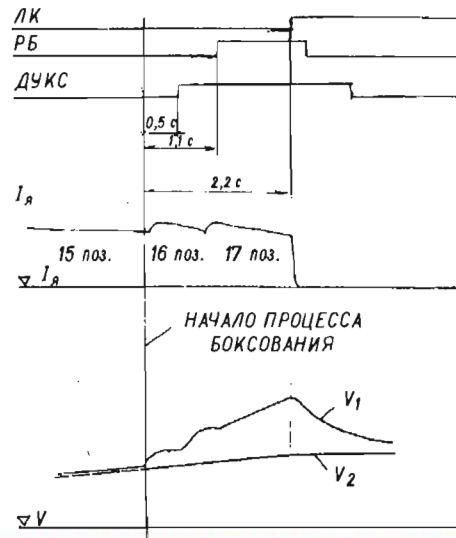 ЛК
РБ
ДУКС
0,5 с
1,1 с
2,2 с
Iя
15 поз.
16 поз.
17 поз.
Iя
НАЧАЛО ПРОЦЕССА
БОКСОВАНИЯ
V1
V2
V